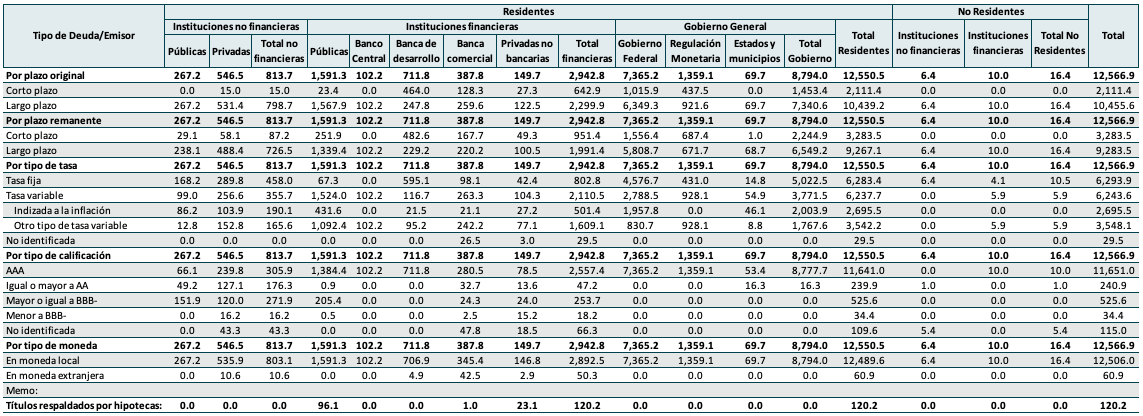 Tipo de Deuda/Emisor Residentes No Residentes Total
Instituciones no financieras Instituciones financieras Gobierno General Total Residentes Instituciones no financieras Instituciones financieras Total No Residentes
Públicas Privadas Total no financieras Públicas Banco Central Banca de desarrollo Banca comercial Privadas no bancarias Total financieras Gobierno Federal Regulación Monetaria Estados y municipios Total Gobierno
Por plazo original 267.2 546.5 813.7 1,591.3 102.2 711.8 387.8 149.7 2,942.8 7,365.2 1,359.1 69.7 8,794.0 12,550.5 6.4 10.0 16.4 12,566.9
Corto plazo 0.0 15.0 15.0 23.4 0.0 464.0 128.3 27.3 642.9 1,015.9 437.5 0.0 1,453.4 2,111.4 0.0 0.0 0.0 2,111.4
Largo plazo 267.2 531.4 798.7 1,567.9 102.2 247.8 259.6 122.5 2,299.9 6,349.3 921.6 69.7 7,340.6 10,439.2 6.4 10.0 16.4 10,455.6
Por plazo remanente 267.2 546.5 813.7 1,591.3 102.2 711.8 387.8 149.7 2,942.8 7,365.2 1,359.1 69.7 8,794.0 12,550.5 6.4 10.0 16.4 12,566.9
Corto plazo 29.1 58.1 87.2 251.9 0.0 482.6 167.7 49.3 951.4 1,556.4 687.4 1.0 2,244.9 3,283.5 0.0 0.0 0.0 3,283.5
Largo plazo 238.1 488.4 726.5 1,339.4 102.2 229.2 220.2 100.5 1,991.4 5,808.7 671.7 68.7 6,549.2 9,267.1 6.4 10.0 16.4 9,283.5
Por tipo de tasa 267.2 546.5 813.7 1,591.3 102.2 711.8 387.8 149.7 2,942.8 7,365.2 1,359.1 69.7 8,794.0 12,550.5 6.4 10.0 16.4 12,566.9
Tasa fija 168.2 289.8 458.0 67.3 0.0 595.1 98.1 42.4 802.8 4,576.7 431.0 14.8 5,022.5 6,283.4 6.4 4.1 10.5 6,293.9
Tasa variable 99.0 256.6 355.7 1,524.0 102.2 116.7 263.3 104.3 2,110.5 2,788.5 928.1 54.9 3,771.5 6,237.7 0.0 5.9 5.9 6,243.6
Indizada a la inflación 86.2 103.9 190.1 431.6 0.0 21.5 21.1 27.2 501.4 1,957.8 0.0 46.1 2,003.9 2,695.5 0.0 0.0 0.0 2,695.5
Otro tipo de tasa variable 12.8 152.8 165.6 1,092.4 102.2 95.2 242.2 77.1 1,609.1 830.7 928.1 8.8 1,767.6 3,542.2 0.0 5.9 5.9 3,548.1
No identificada 0.0 0.0 0.0 0.0 0.0 0.0 26.5 3.0 29.5 0.0 0.0 0.0 0.0 29.5 0.0 0.0 0.0 29.5
Por tipo de calificación 267.2 546.5 813.7 1,591.3 102.2 711.8 387.8 149.7 2,942.8 7,365.2 1,359.1 69.7 8,794.0 12,550.5 6.4 10.0 16.4 12,566.9
AAA 66.1 239.8 305.9 1,384.4 102.2 711.8 280.5 78.5 2,557.4 7,365.2 1,359.1 53.4 8,777.7 11,641.0 0.0 10.0 10.0 11,651.0
Igual o mayor a AA 49.2 127.1 176.3 0.9 0.0 0.0 32.7 13.6 47.2 0.0 0.0 16.3 16.3 239.9 1.0 0.0 1.0 240.9
Mayor o igual a BBB- 151.9 120.0 271.9 205.4 0.0 0.0 24.3 24.0 253.7 0.0 0.0 0.0 0.0 525.6 0.0 0.0 0.0 525.6
Menor a BBB- 0.0 16.2 16.2 0.5 0.0 0.0 2.5 15.2 18.2 0.0 0.0 0.0 0.0 34.4 0.0 0.0 0.0 34.4
No identificada 0.0 43.3 43.3 0.0 0.0 0.0 47.8 18.5 66.3 0.0 0.0 0.0 0.0 109.6 5.4 0.0 5.4 115.0
Por tipo de moneda 267.2 546.5 813.7 1,591.3 102.2 711.8 387.8 149.7 2,942.8 7,365.2 1,359.1 69.7 8,794.0 12,550.5 6.4 10.0 16.4 12,566.9
En moneda local 267.2 535.9 803.1 1,591.3 102.2 706.9 345.4 146.8 2,892.5 7,365.2 1,359.1 69.7 8,794.0 12,489.6 6.4 10.0 16.4 12,506.0
En moneda extranjera 0.0 10.6 10.6 0.0 0.0 4.9 42.5 2.9 50.3 0.0 0.0 0.0 0.0 60.9 0.0 0.0 0.0 60.9
Memo:
Títulos respaldados por hipotecas: 0.0 0.0 0.0 96.1 0.0 0.0 1.0 23.1 120.2 0.0 0.0 0.0 0.0 120.2 0.0 0.0 0.0 120.2